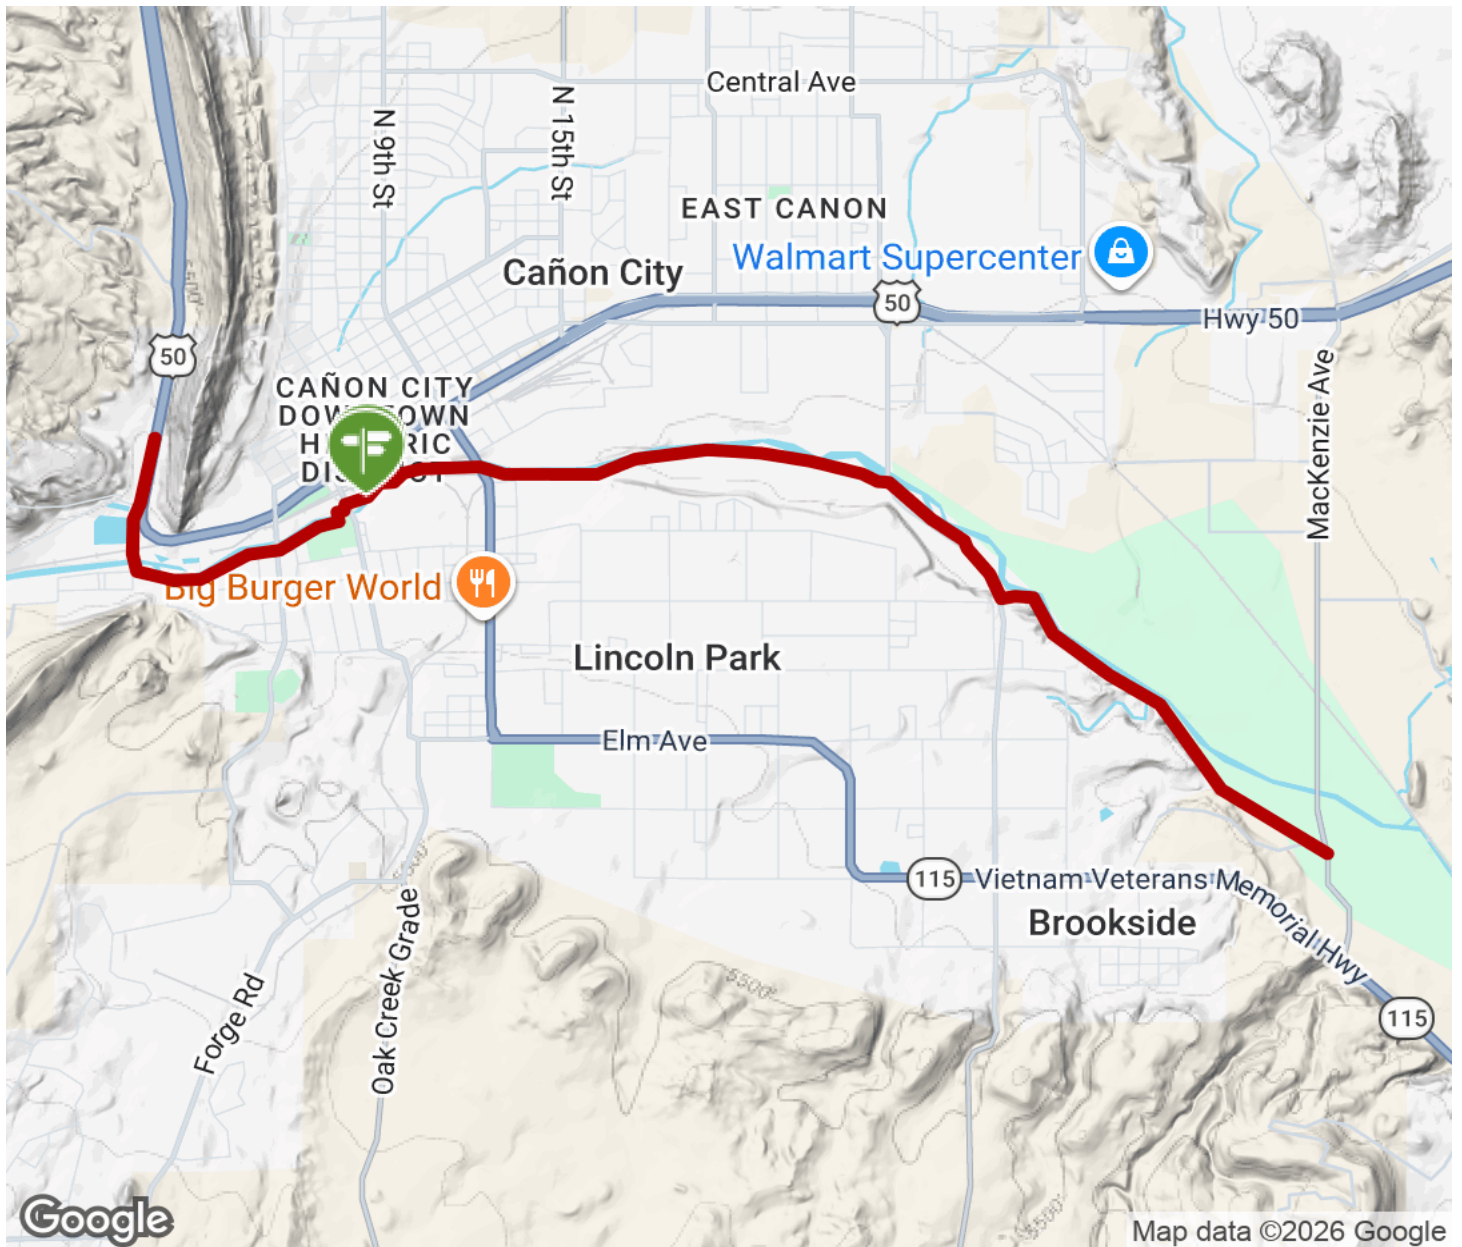 Central Ave
N 9th St
N 15th St
EAST CANON
Walmart Supercenter
Cañon City
50
Hwy 50
50
MacKenzie Ave
CAÑON CITY
Big Burger World
Lincoln Park
Elm Ave
115
Vietnam Veterans Memorial Hwy
Brookside
5500'
Oak Creek Grade
Forge Rd
115
5500'
Google
Map data ©2026 Google